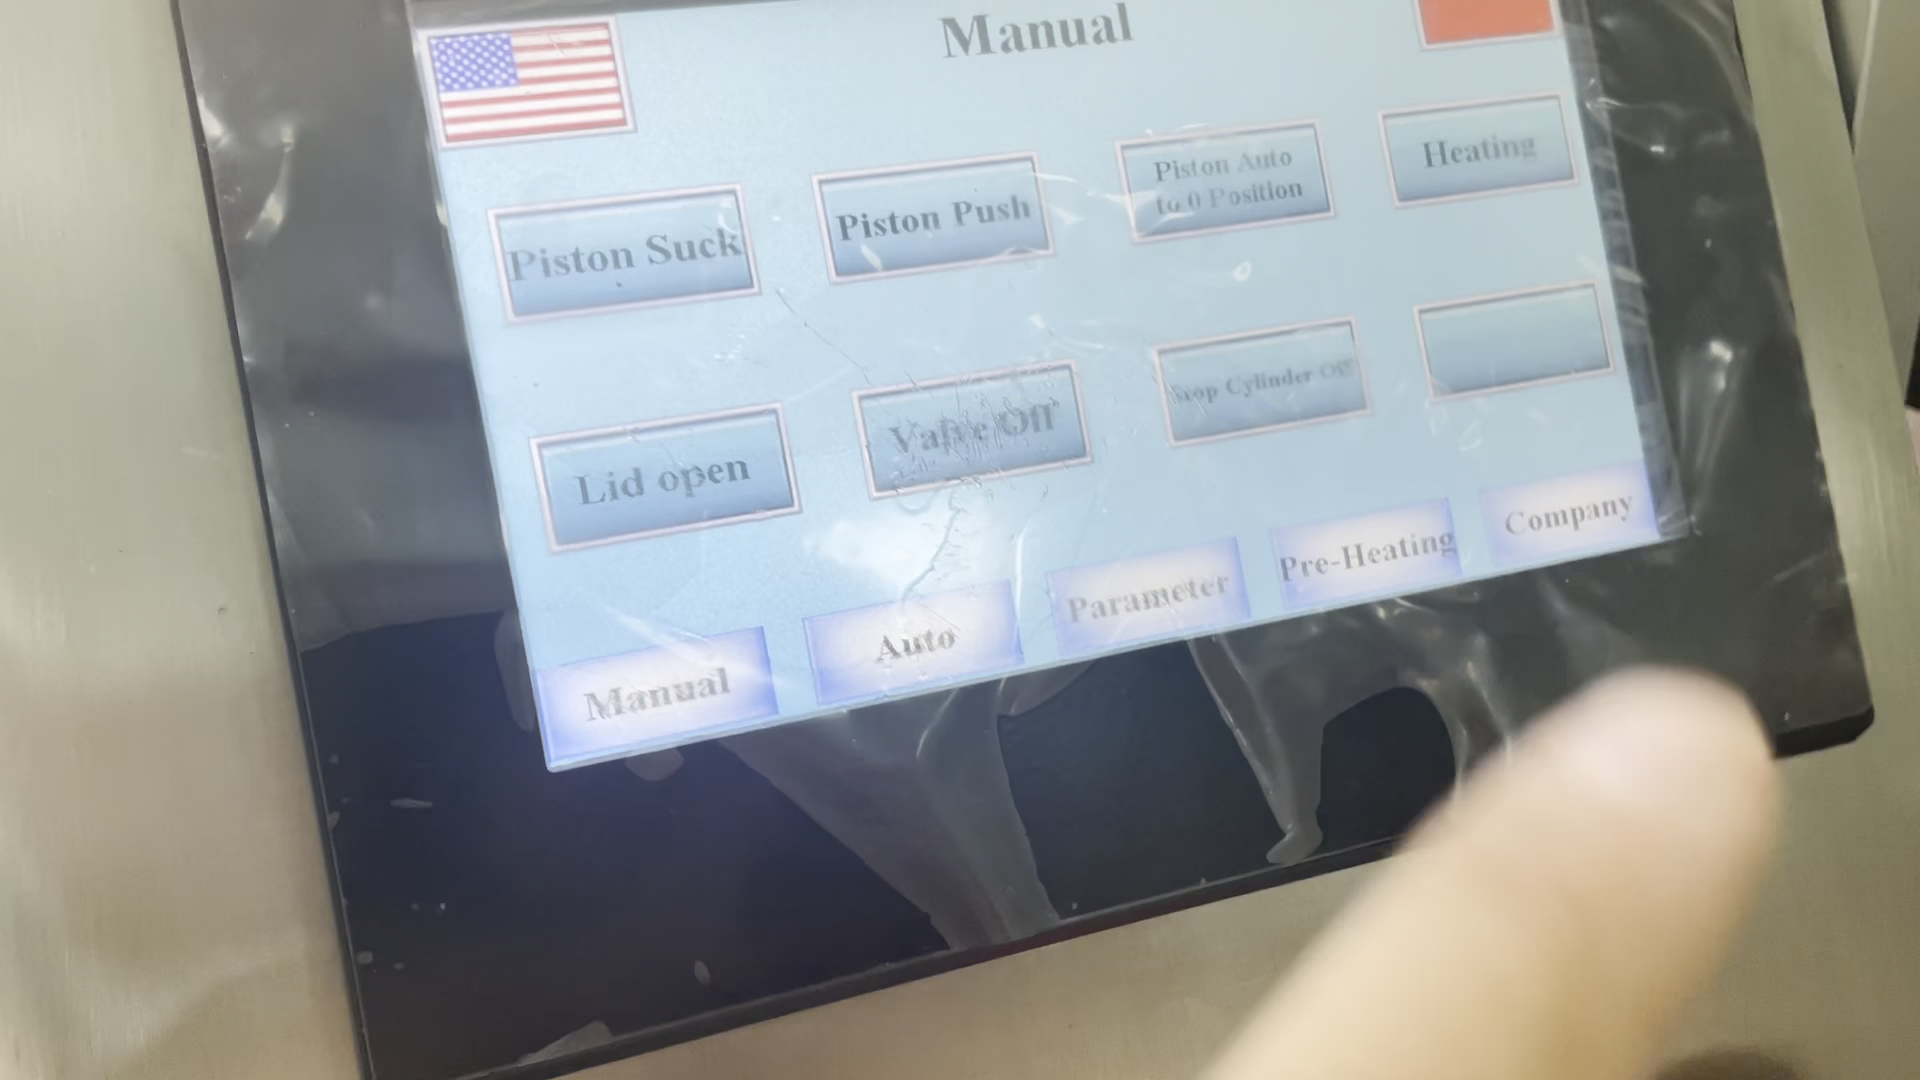 Manual
Piston Suck
Piston Push
Piston Auto
to 0 Position
Heating
Lid open
Valve Off
Cylinder Off
Manual
Auto
Parameter
Pre-Heating
Company